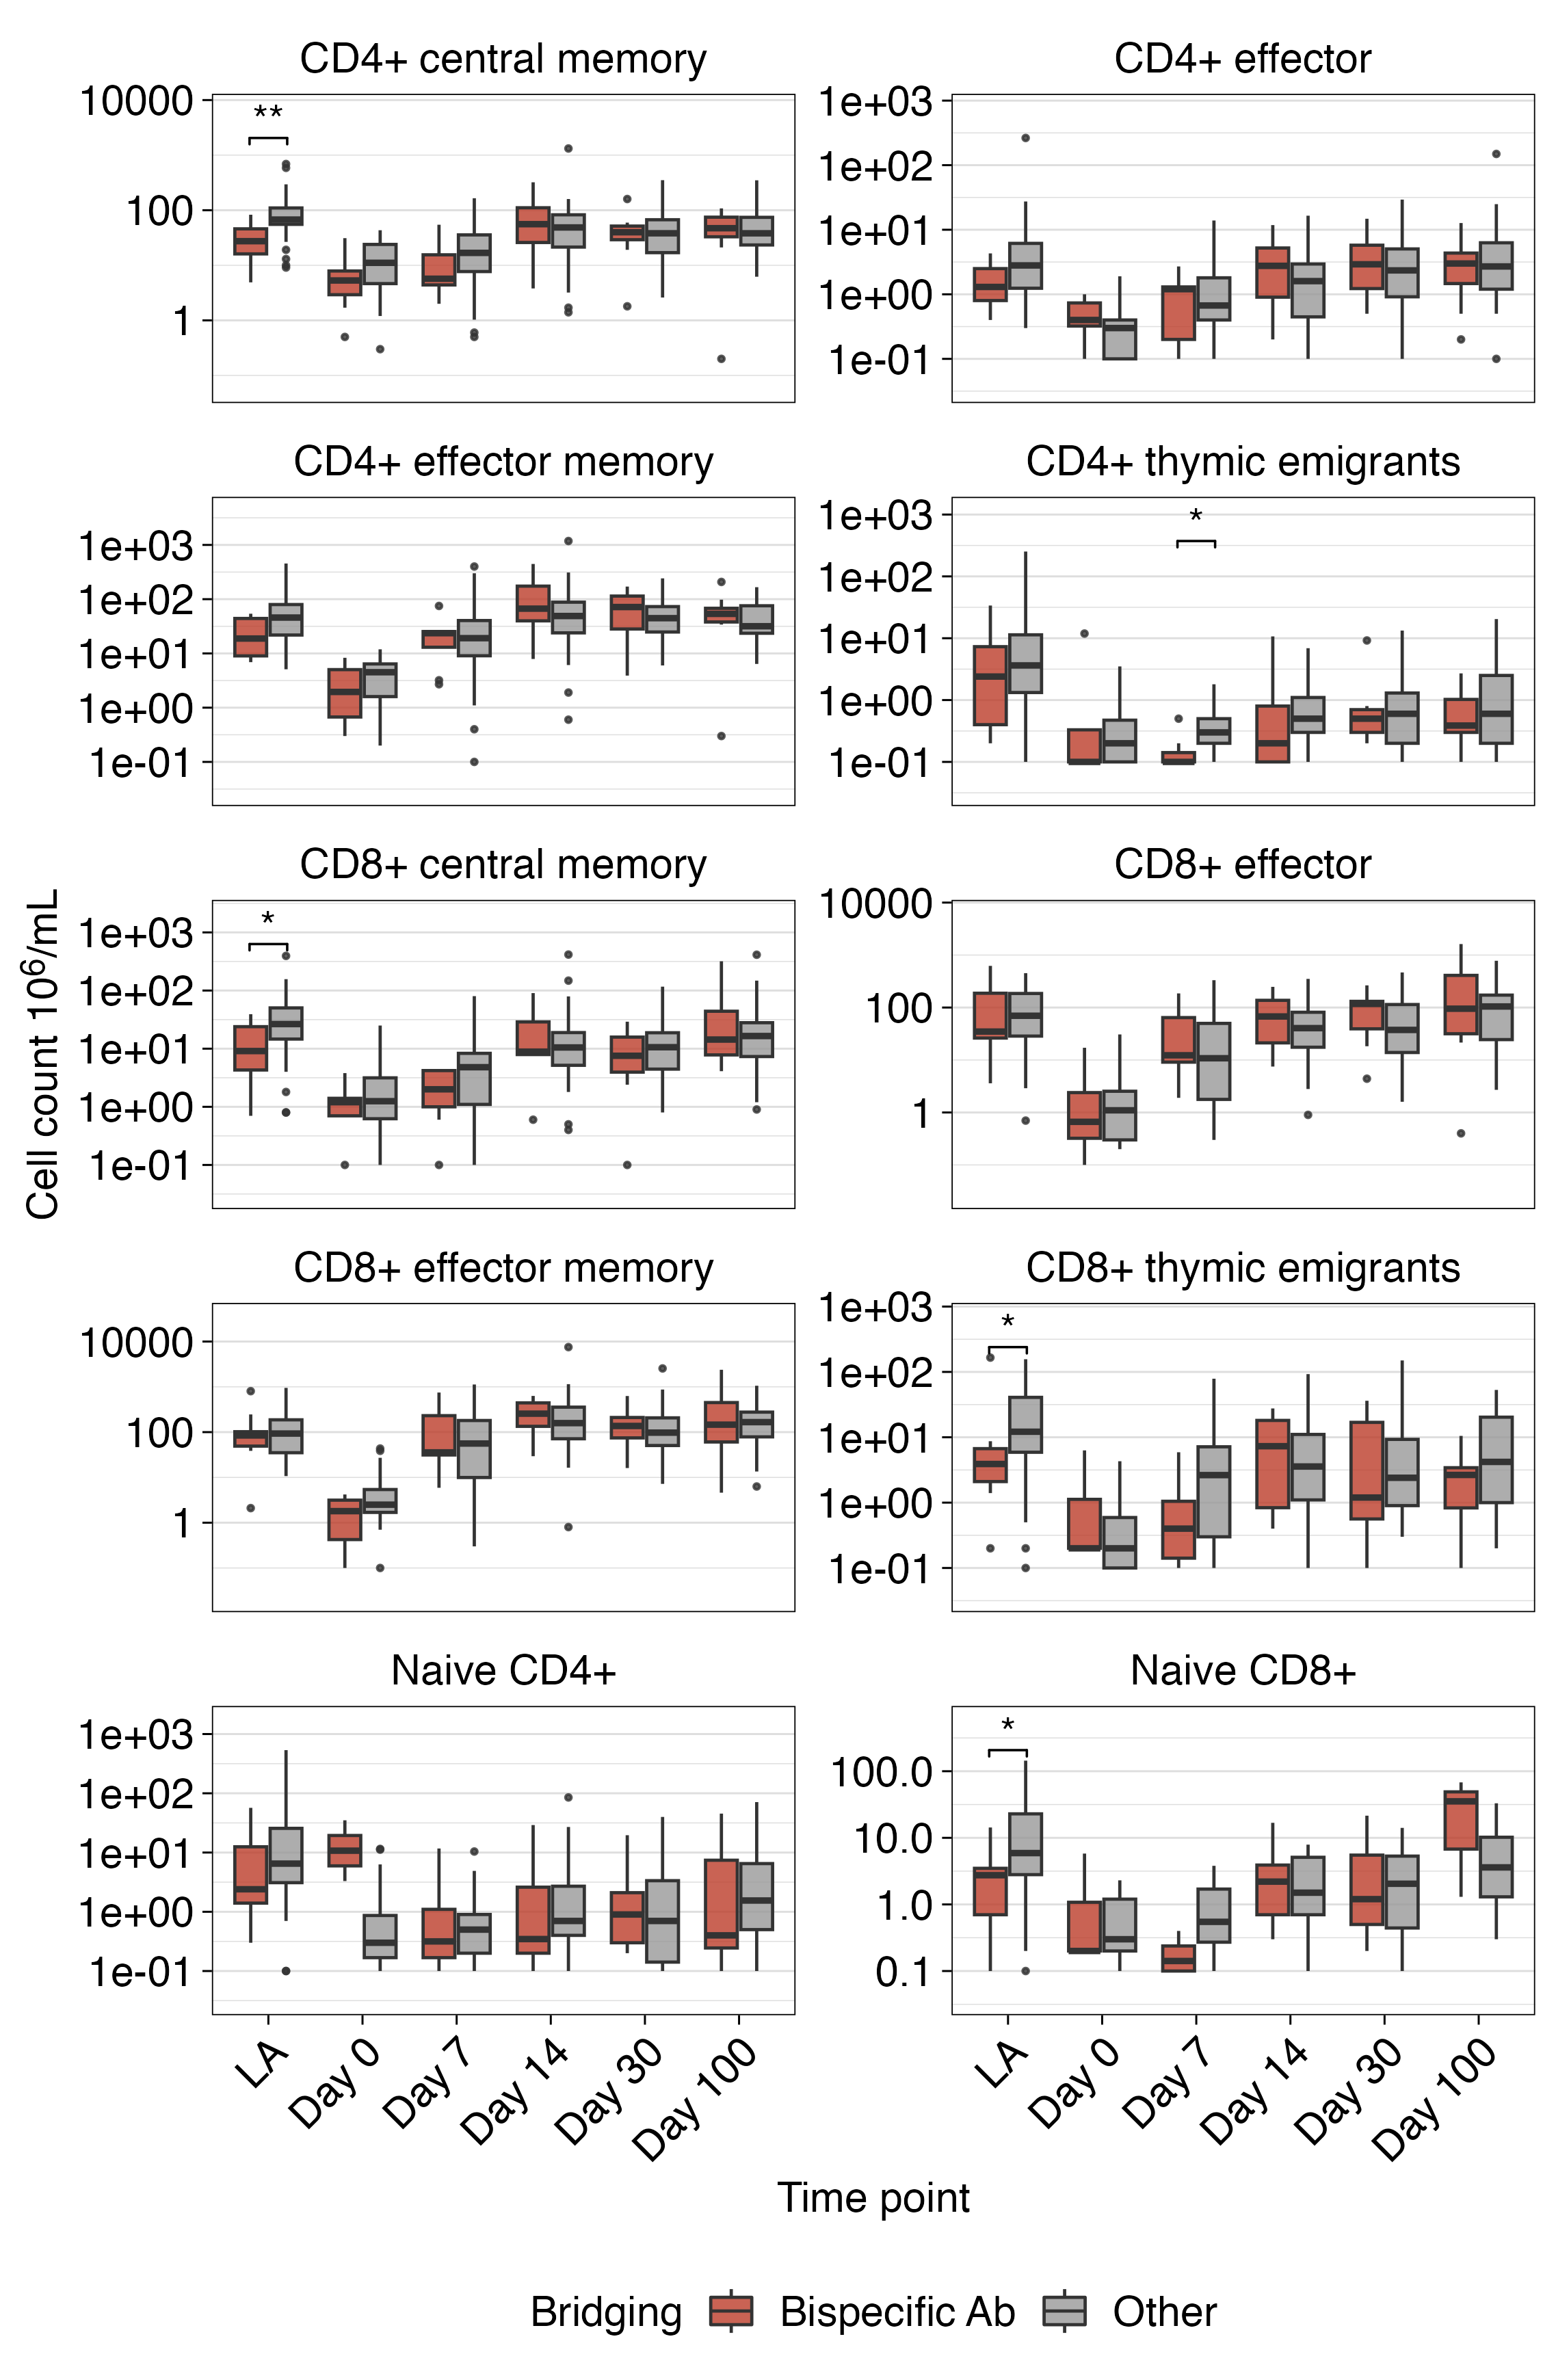 CD4+ central memory
CD4+ effector
10000
100
1
**
1e+03
1e+02
1e+01
1e+00
1e-01
CD4+ effector memory
CD4+ thymic emigrants
1e+03
1e+02
1e+01
1e+00
1e-01
1e+03
1e+02
1e+01
1e+00
1e-01
*
CD8+ central memory
CD8+ effector
1e+03
1e+02
1e+01
1e+00
1e-01
*
10000
100
1
Cell count 10⁶/mL
CD8+ effector memory
CD8+ thymic emigrants
10000
100
1
1e+03
1e+02
1e+01
1e+00
1e-01
*
Naive CD4+
Naive CD8+
1e+03
1e+02
1e+01
1e+00
1e-01
100.0
10.0
1.0
0.1
*
LA
Day 0
Day 7
Day 14
Day 30
Day 100
LA
Day 0
Day 7
Day 14
Day 30
Day 100
Time point
Bridging Bispecific Ab Other